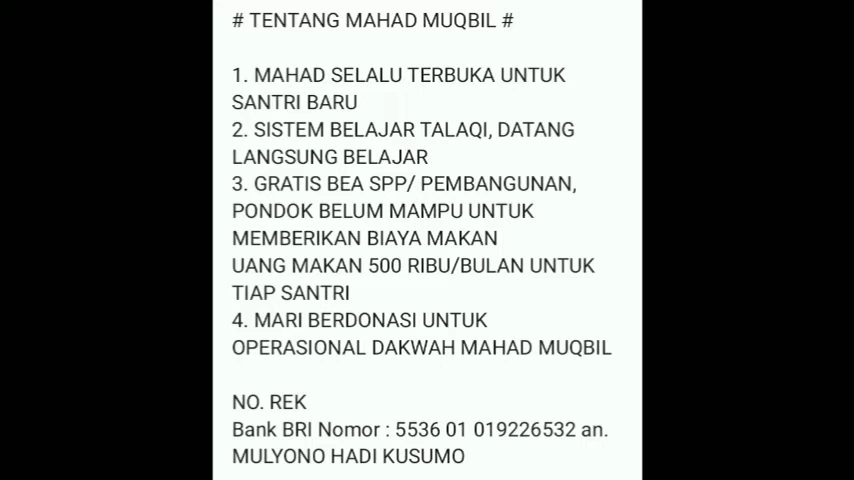 # TENTANG MAHAD MUQBIL #
1. MAHAD SELALU TERBUKA UNTUK
SANTRI BARU
2. SISTEM BELAJAR TALAQI, DATANG
LANGSUNG BELAJAR
3. GRATIS BEA SPP/ PEMBANGUNAN,
PONDOK BELUM MAMPU UNTUK
MEMBERIKAN BIAYA MAKAN
UANG MAKAN 500 RIBU/BULAN UNTUK
TIAP SANTRI
4. MARI BERDONASI UNTUK
OPERASIONAL DAKWAH MAHAD MUQBIL
NO. REK
Bank BRI Nomor : 5536 01 019226532 an.
MULYONO HADI KUSUMO